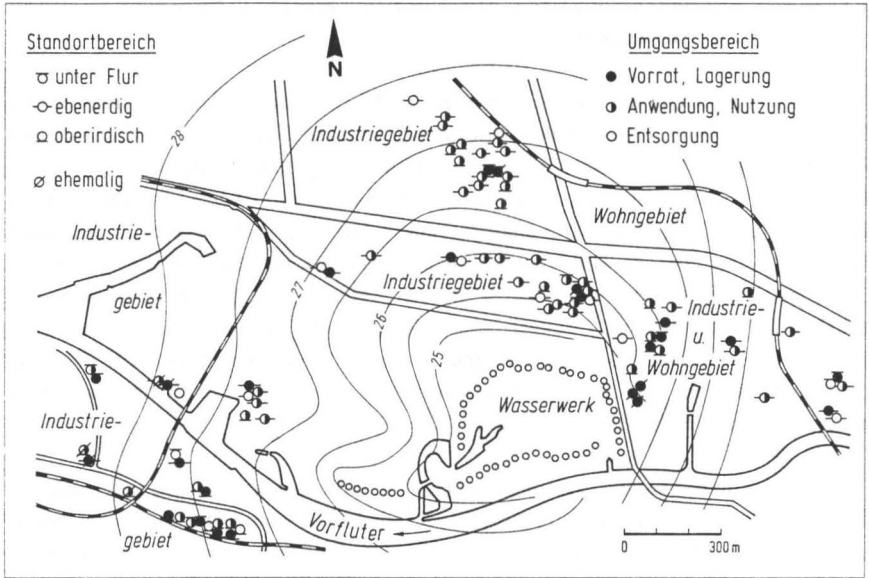 Standortbereich
unter Flur
ebenerdig
oberirdisch
ehemalig
N
Umgangsbereich
Vorrat, Lagerung
Anwendung, Nutzung
Entsorgung
28
Industriegebiet
Wohngebiet
Industrie-
gebiet
27
Industriegebiet
26
25
Industrie-
u.
Wohngebiet
Wasserwerk
Industrie-
gebiet
Vorfluter
0 300 m